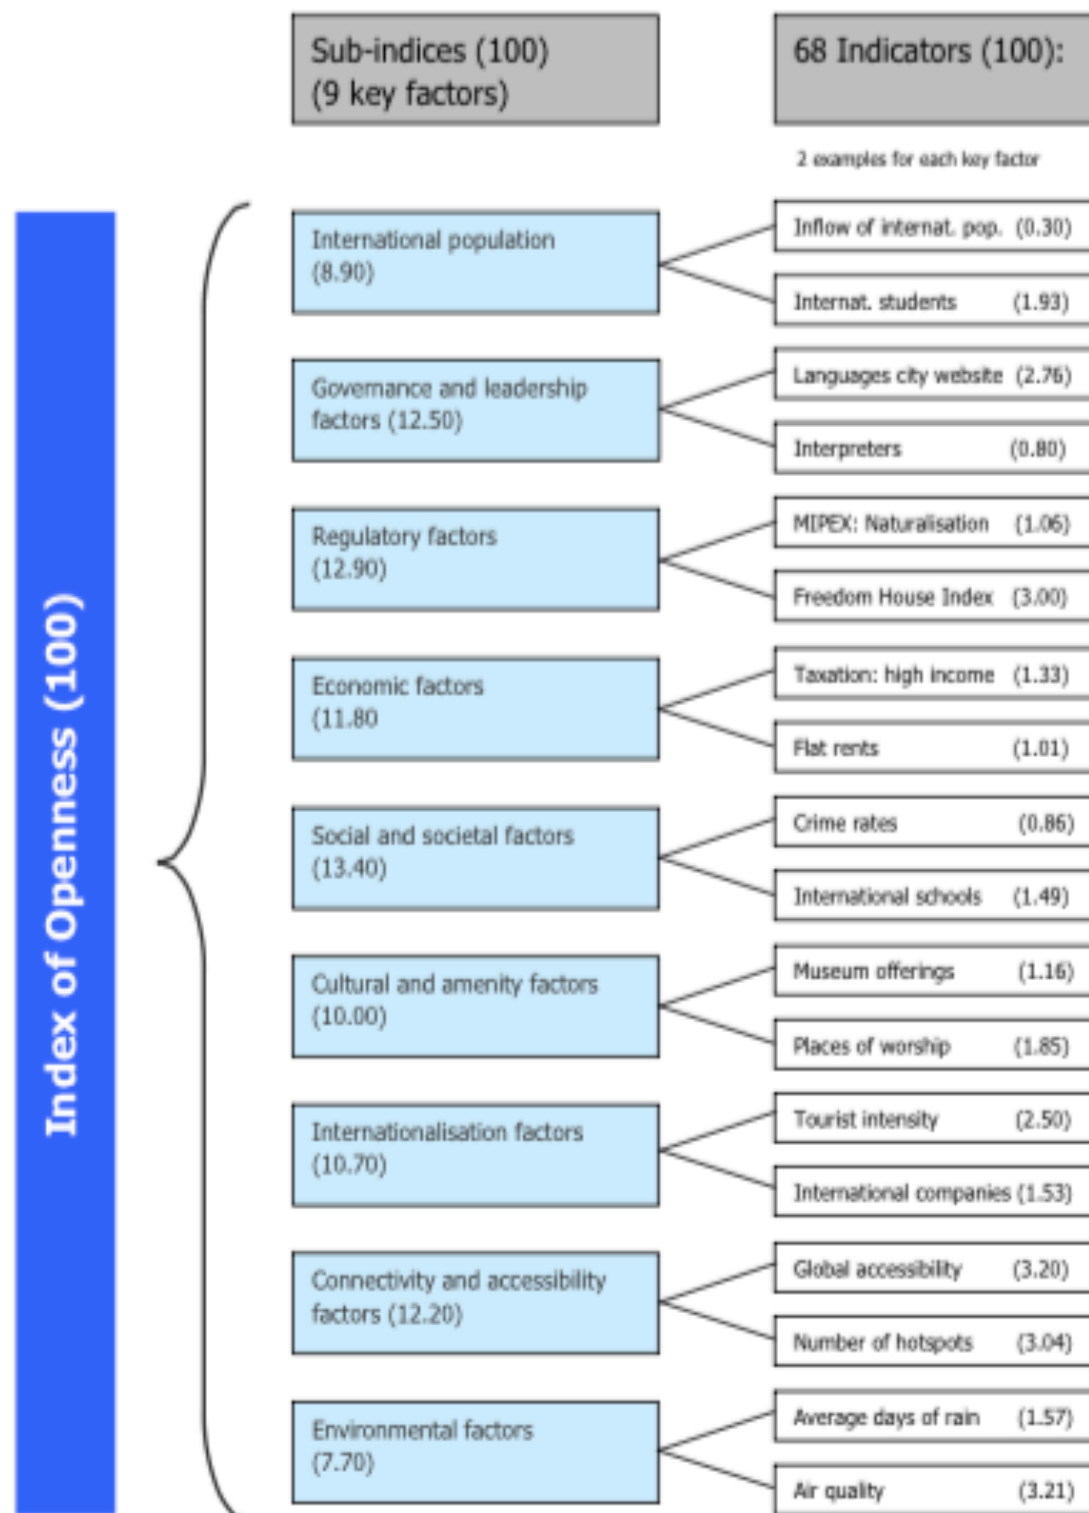 Sub-indices (100)
(9 key factors)
68 Indicators (100):
2 examples for each key factor
Index of Openness (100)
International population
(8.90)
Inflow of internat. pop. (0.30)
Internat. students (1.93)
Governance and leadership
factors (12.50)
Languages city website (2.76)
Interpreters (0.80)
Regulatory factors
(12.90)
MIPEX: Naturalisation (1.06)
Freedom House Index (3.00)
Economic factors
(11.80
Taxation: high income (1.33)
Flat rents (1.01)
Social and societal factors
(13.40)
Crime rates (0.86)
International schools (1.49)
Cultural and amenity factors
(10.00)
Museum offerings (1.16)
Places of worship (1.85)
Internationalisation factors
(10.70)
Tourist intensity (2.50)
International companies (1.53)
Connectivity and accessibility
factors (12.20)
Global accessibility (3.20)
Number of hotspots (3.04)
Environmental factors
(7.70)
Average days of rain (1.57)
Air quality (3.21)